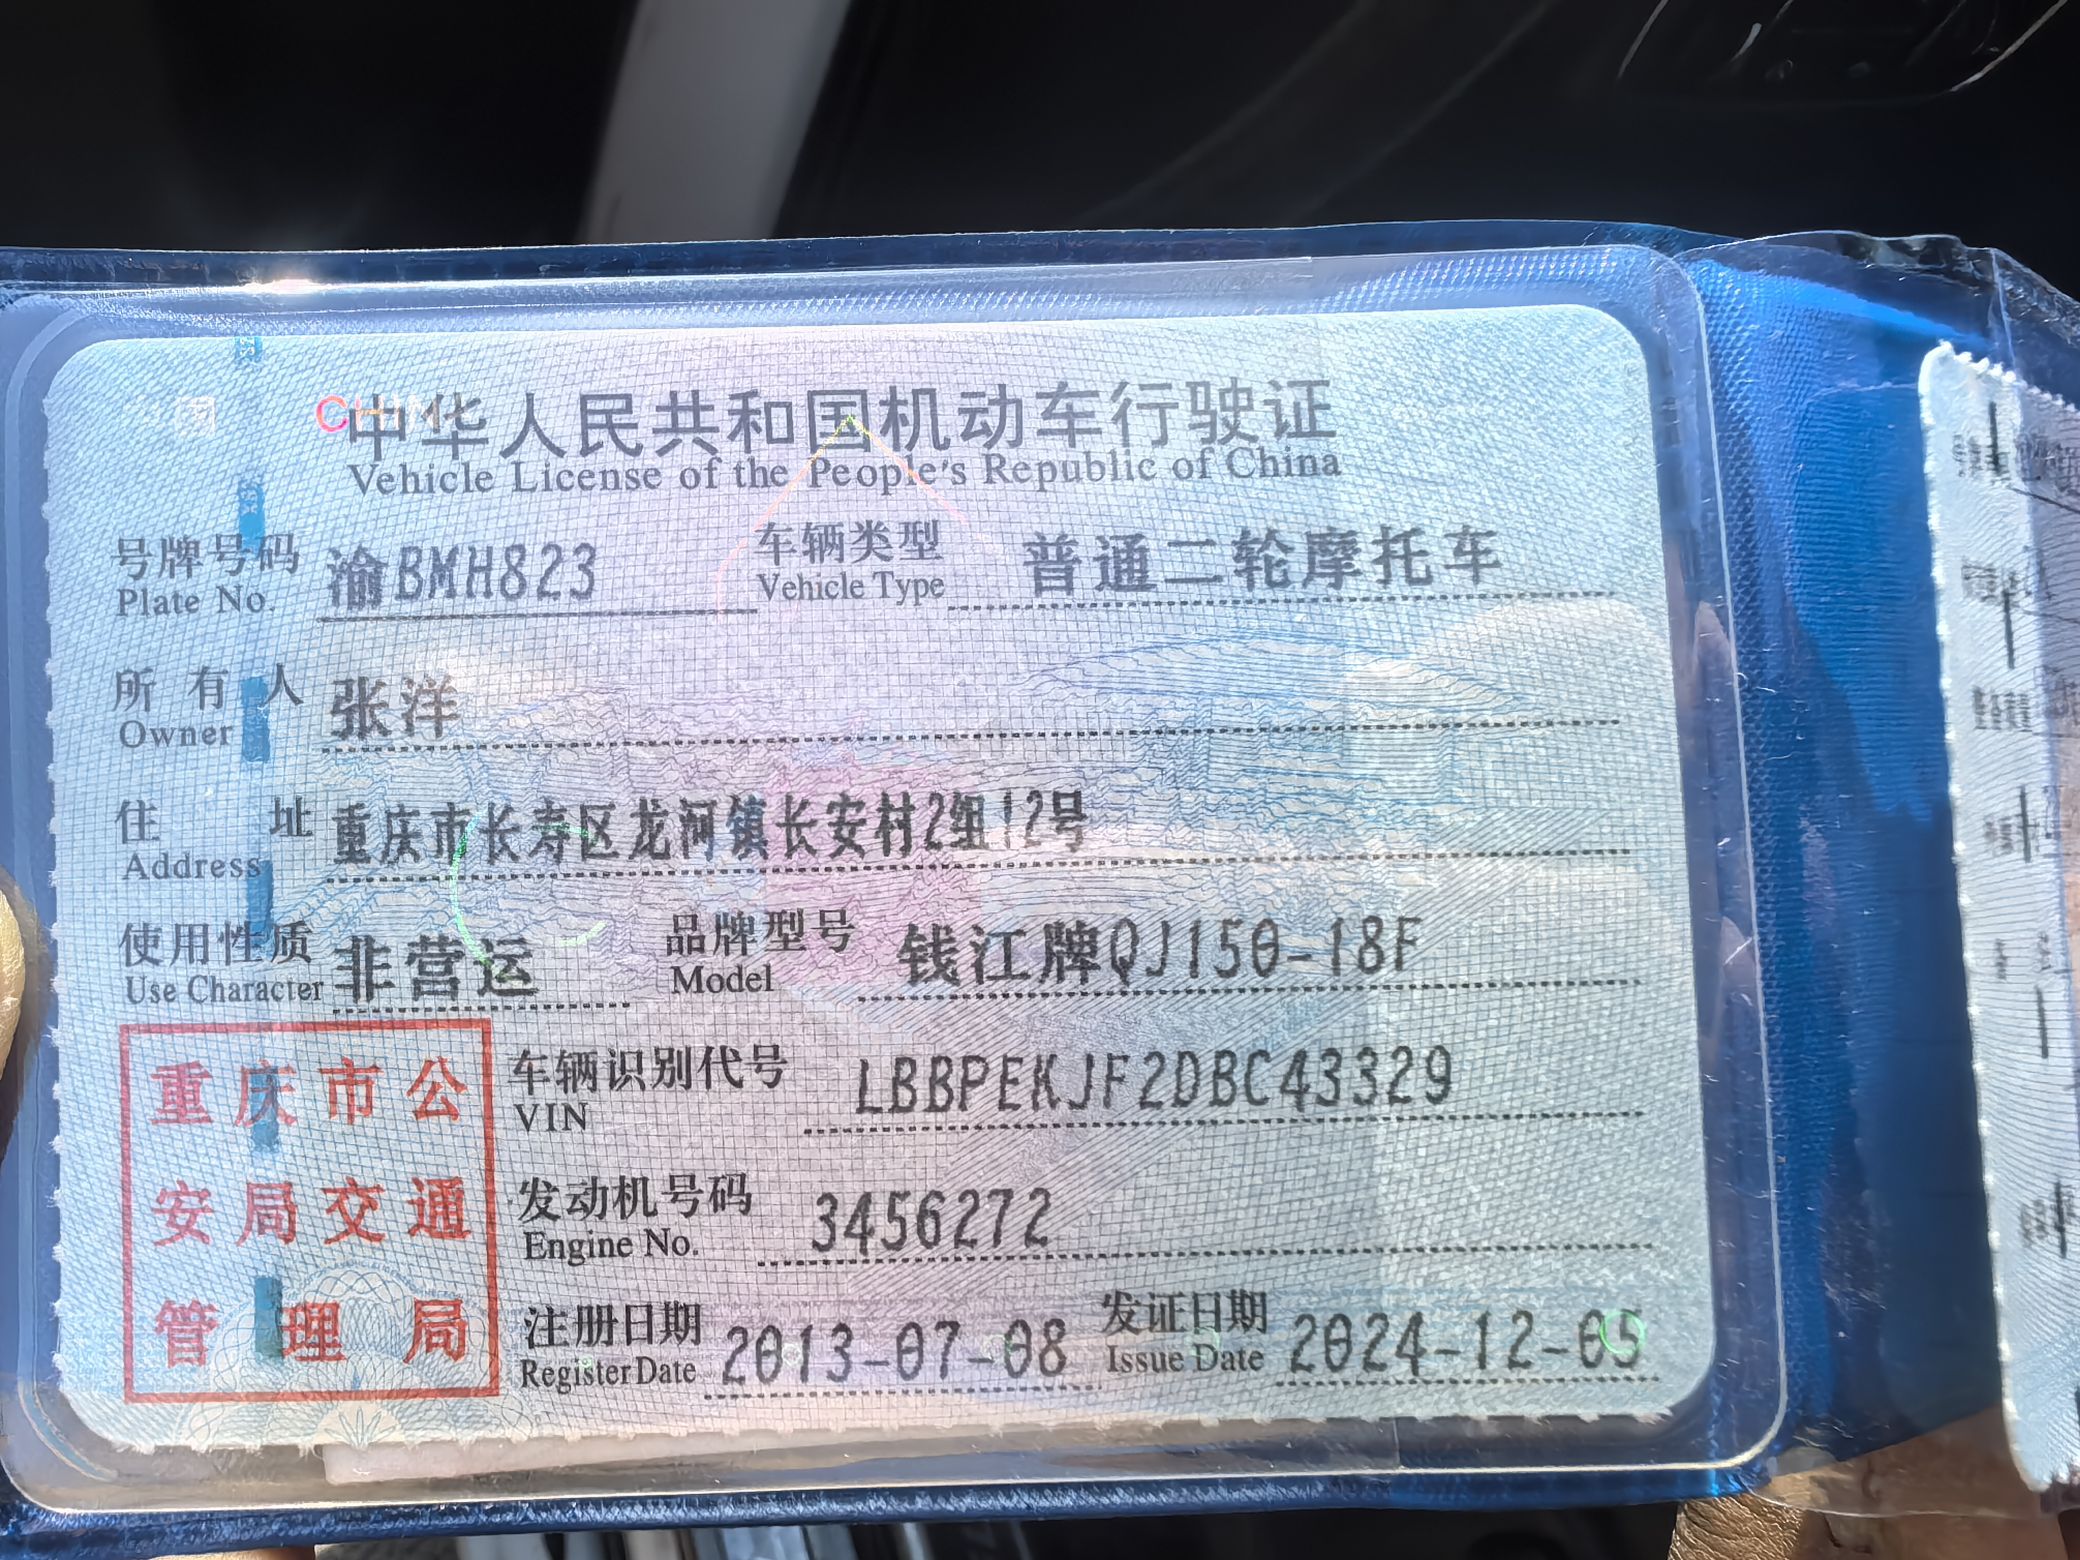 CHINA
中华人民共和国机动车行驶证
Vehicle License of the People's Republic of China
号牌号码 渝BMH823 车辆类型 普通二轮摩托车
Plate No. Vehicle Type
所有人 张洋
Owner
住址 重庆市长寿区龙河镇长安村2组12号
Address
使用性质 非营运 品牌型号 钱江牌QJ150-18F
Use Character Model
重庆市公
安局交通
管理局
车辆识别代号 LBBPEKJF2DBC43329
VIN
发动机号码 3456272
Engine No.
注册日期 2013-07-08 发证日期 2024-12-05
Register Date Issue Date